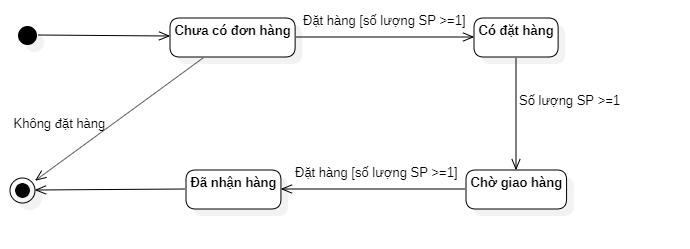 Chưa có đơn hàng
Đặt hàng [số lượng SP >=1]
Có đặt hàng
Số lượng SP >=1
Không đặt hàng
Đã nhận hàng
Đặt hàng [số lượng SP >=1]
Chờ giao hàng